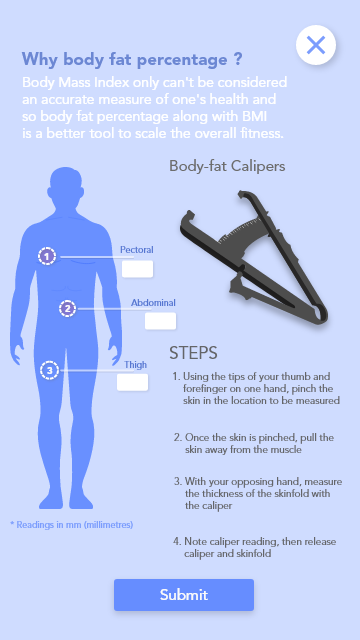 Why body fat percentage ?
Body Mass Index only can't be considered
an accurate measure of one's health and
so body fat percentage along with BMI
is a better tool to scale the overall fitness.
Body-fat Calipers
1
Pectoral
2
Abdominal
3
Thigh
* Readings in mm (millimetres)
STEPS
1. Using the tips of your thumb and
forefinger on one hand, pinch the
skin in the location to be measured
2. Once the skin is pinched, pull the
skin away from the muscle
3. With your opposing hand, measure
the thickness of the skinfold with
the caliper
4. Note caliper reading, then release
caliper and skinfold
Submit